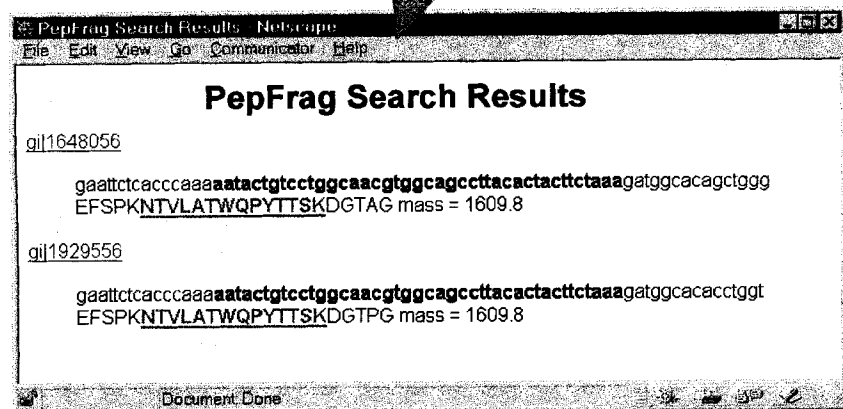 PepFrag Search Results - Netscape
File Edit View Go Communicator Help
PepFrag Search Results
gi|1648056
gaattctcacccaaaaatactgtcctggcaacgtggcagccttacactacttctaaagatggcacagctggg
EFSPKNTVLATWQPYTTSKDGTAG mass = 1609.8
gi|1929556
gaattctcacccaaaaatactgtcctggcaacgtggcagccttacactacttctaaagatggcacacctggt
EFSPKNTVLATWQPYTTSKDGTPG mass = 1609.8
Document Done